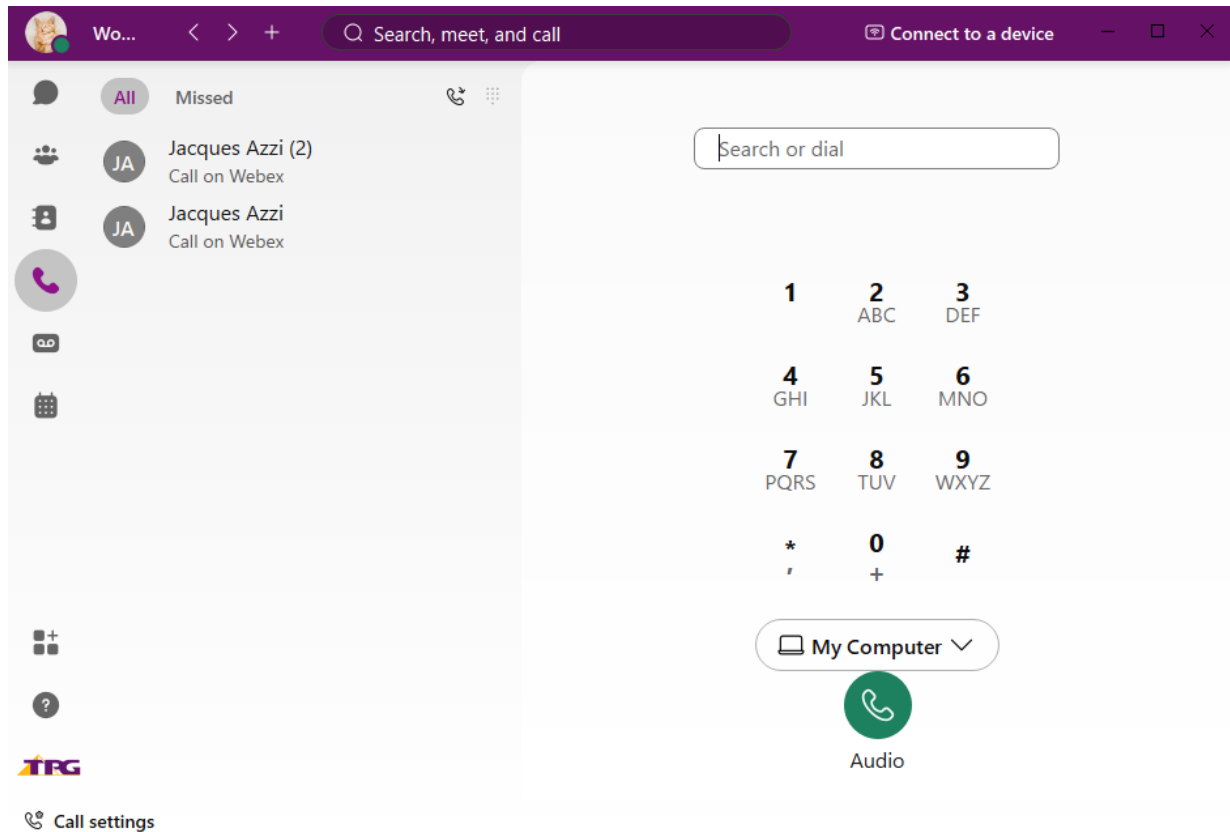 Wo...
Search, meet, and call
Connect to a device
All
Missed
JA
Jacques Azzi (2)
Call on Webex
JA
Jacques Azzi
Call on Webex
Search or dial
1 2 3
ABC DEF
4 5 6
GHI JKL MNO
7 8 9
PQRS TUV WXYZ
* 0 #
, +
My Computer
Audio
TPG
Call settings